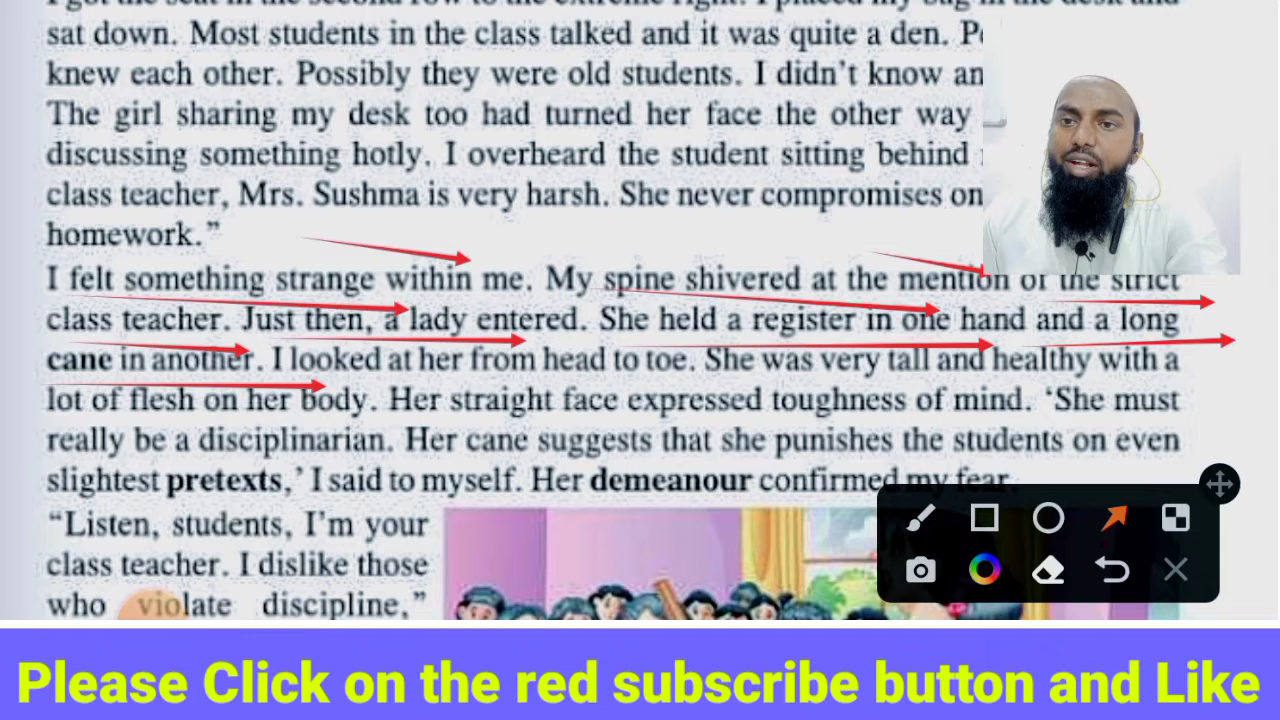 sat down. Most students in the class talked and it was quite a den.
knew each other. Possibly they were old students. I didn't know
The girl sharing my desk too had turned her face the other way
discussing something hotly. I overheard the student sitting behind
class teacher, Mrs. Sushma is very harsh. She never compromises on
homework."
I felt something strange within me. My spine shivered at the mention of the strict
class teacher. Just then, a lady entered. She held a register in one hand and a long
cane in another. I looked at her from head to toe. She was very tall and healthy with a
lot of flesh on her body. Her straight face expressed toughness of mind. 'She must
really be a disciplinarian. Her cane suggests that she punishes the students on even
slightest pretexts,' I said to myself. Her demeanour confirmed my fear.
"Listen, students, I'm your
class teacher. I dislike those
who violate discipline,"
Please Click on the red subscribe button and Like